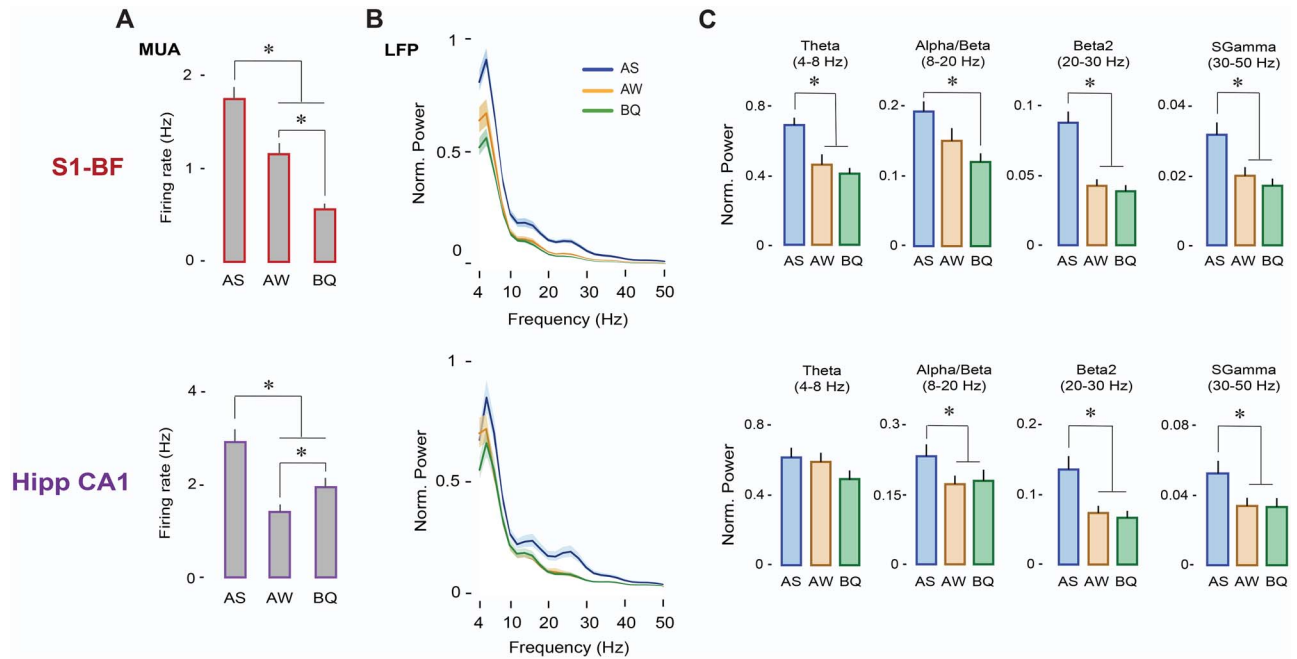 A
B
C
MUA
LFP
S1-BF
*
*
2
1
0
Firing rate (Hz)
AS AW BQ
1
0.5
0
Norm. Power
AS
AW
BQ
4 10 20 30 40 50
Frequency (Hz)
Theta
(4-8 Hz)
*
0.8
0.4
0
Norm. Power
AS AW BQ
Alpha/Beta
(8-20 Hz)
*
0.2
0.1
0
AS AW BQ
Beta2
(20-30 Hz)
*
0.1
0.05
0
AS AW BQ
SGamma
(30-50 Hz)
*
0.04
0.02
0
AS AW BQ
Hipp CA1
*
*
4
2
0
Firing rate (Hz)
AS AW BQ
1
0.5
0
Norm. Power
4 10 20 30 40 50
Frequency (Hz)
Theta
(4-8 Hz)
0.8
0.4
0
Norm. Power
AS AW BQ
Alpha/Beta
(8-20 Hz)
*
0.3
0.15
0
AS AW BQ
Beta2
(20-30 Hz)
*
0.2
0.1
0
AS AW BQ
SGamma
(30-50 Hz)
*
0.08
0.04
0
AS AW BQ